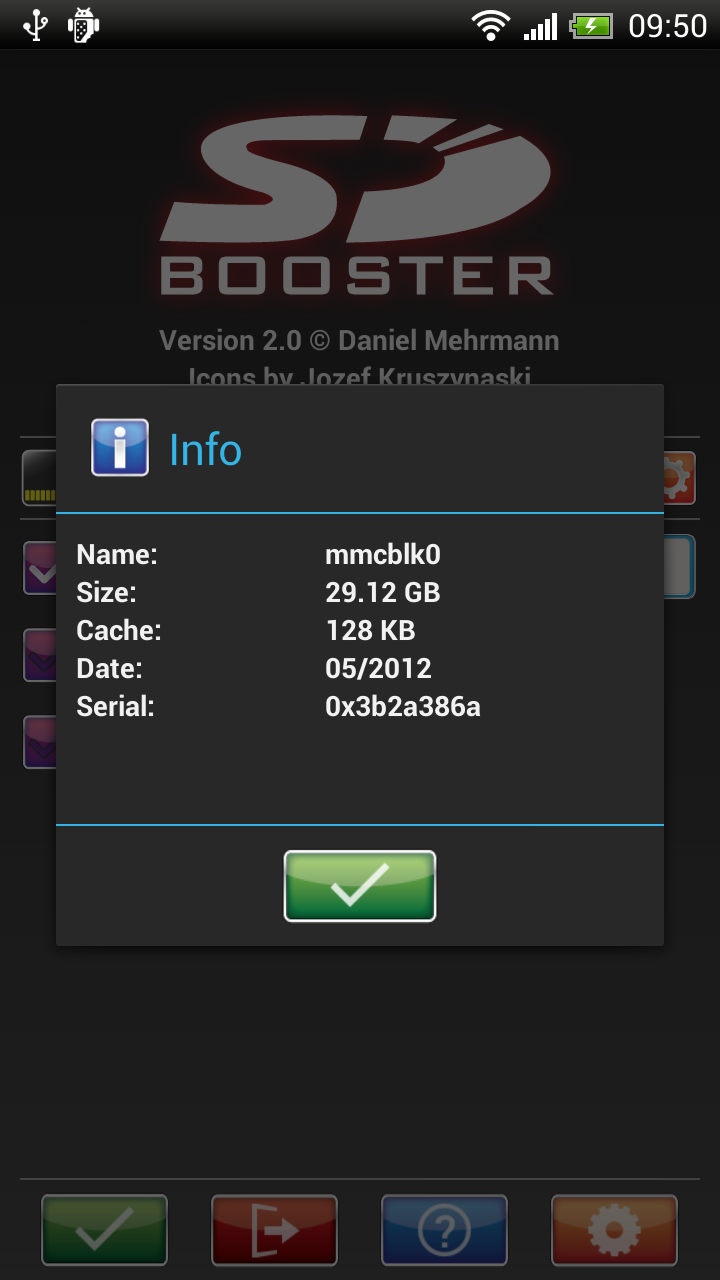 09:50
SD
BOOSTER
Version 2.0 © Daniel Mehrmann
Icons by Jozef Kruszynaski
Info
Name: mmcblk0
Size: 29.12 GB
Cache: 128 KB
Date: 05/2012
Serial: 0x3b2a386a